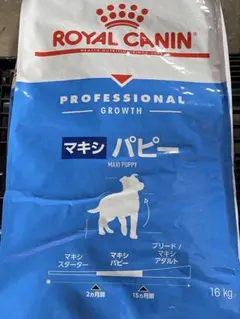 ROYAL CANIN
PROFESSIONAL
GROWTH
マキシ パピー
MAXI PUPPY
マキシ
スターター
マキシ
パピー
ブリード/
マキシ
アダルト
2ヵ月齢
15ヵ月齢
16 kg